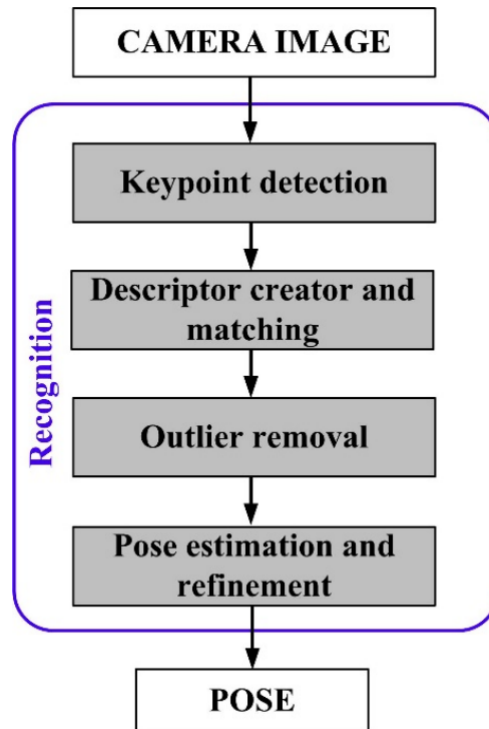 CAMERA IMAGE
Keypoint detection
Descriptor creator and
matching
Outlier removal
Pose estimation and
refinement
Recognition
POSE